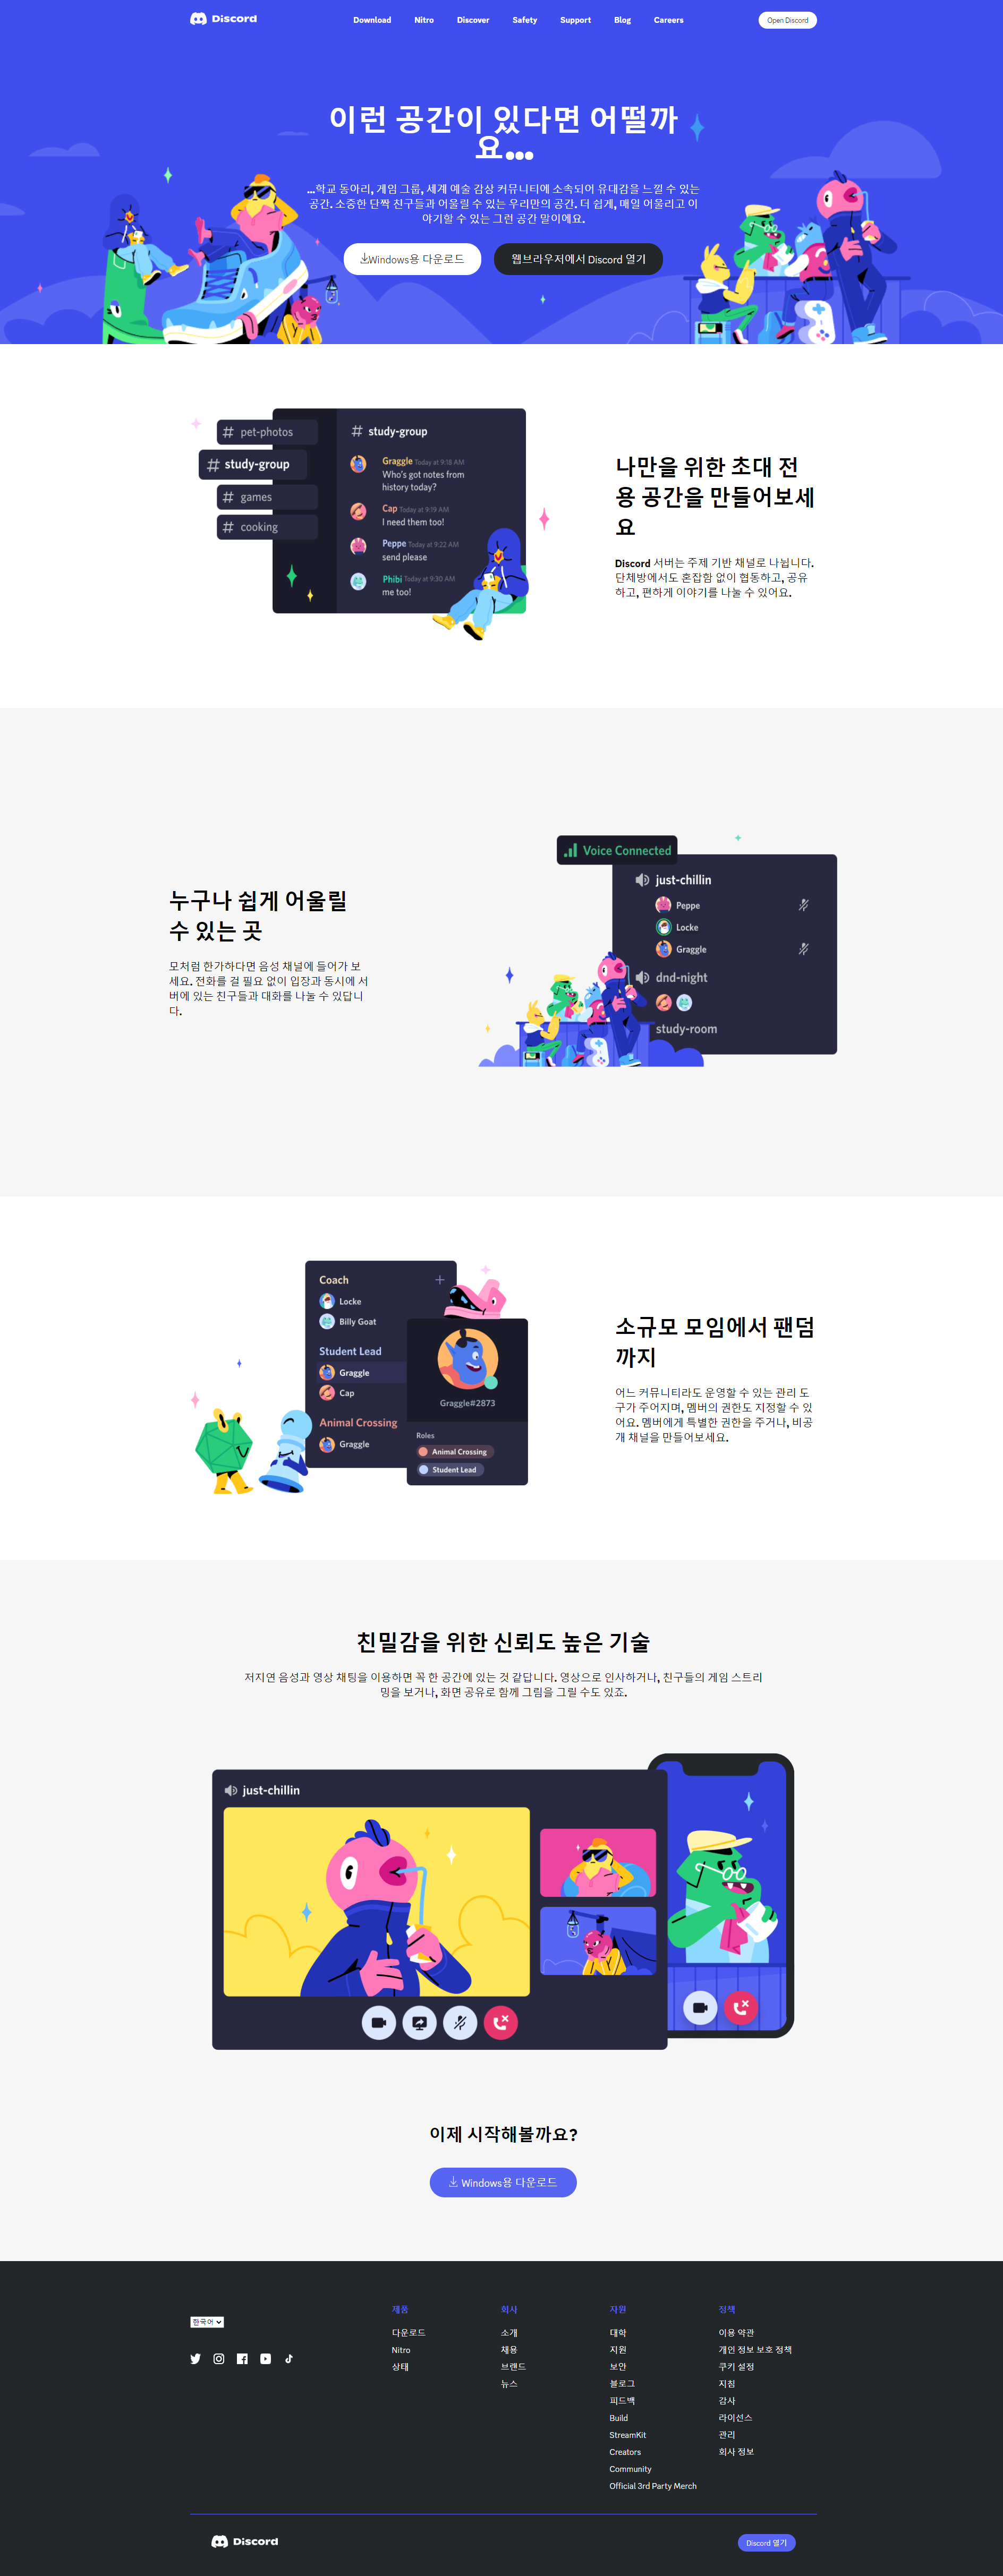 Discord
Download Nitro Discover Safety Support Blog Careers
Open Discord
이런 공간이 있다면 어떨까
요...
...학교 동아리, 게임 그룹, 세계 예술 감상 커뮤니티에 소속되어 유대감을 느낄 수 있는
공간. 소중한 단짝 친구들과 어울릴 수 있는 우리만의 공간. 더 쉽게, 매일 어울리고 이
야기할 수 있는 그런 공간 말이에요.
Windows용 다운로드
웹브라우저에서 Discord 열기
# pet-photos
# study-group
# games
# cooking
# study-group
Graggle Today at 9:18 AM
Who's got notes from
history today?
Cap Today at 9:19 AM
I need them too!
Peppe Today at 9:22 AM
send please
Phibi Today at 9:30 AM
me too!
나만을 위한 초대 전
용 공간을 만들어보세
요
Discord 서버는 주제 기반 채널로 나뉩니다.
단체방에서도 혼잡함 없이 협동하고, 공유
하고, 편하게 이야기를 나눌 수 있어요.
누구나 쉽게 어울릴
수 있는 곳
모처럼 한가하다면 음성 채널에 들어가 보
세요. 전화를 걸 필요 없이 입장과 동시에 서
버에 있는 친구들과 대화를 나눌 수 있답니
다.
Voice Connected
just-chillin
Peppe
Locke
Graggle
dnd-night
study-room
Coach
Locke
Billy Goat
Student Lead
Graggle
Cap
Animal Crossing
Graggle
Graggle#2873
Roles
Animal Crossing
Student Lead
소규모 모임에서 팬덤
까지
어느 커뮤니티라도 운영할 수 있는 관리 도
구가 주어지며, 멤버의 권한도 지정할 수 있
어요. 멤버에게 특별한 권한을 주거나, 비공
개 채널을 만들어보세요.
친밀감을 위한 신뢰도 높은 기술
저지연 음성과 영상 채팅을 이용하면 꼭 한 공간에 있는 것 같답니다. 영상으로 인사하거나, 친구들의 게임 스트리
밍을 보거나, 화면 공유로 함께 그림을 그릴 수도 있죠.
just-chillin
이제 시작해볼까요?
Windows용 다운로드
한국어
제품
다운로드
Nitro
상태
회사
소개
채용
브랜드
뉴스
지원
대학
지원
보안
블로그
피드백
Build
StreamKit
Creators
Community
Official 3rd Party Merch
정책
이용 약관
개인 정보 보호 정책
쿠키 설정
지침
감사
라이선스
관리
회사 정보
Discord
Discord 열기